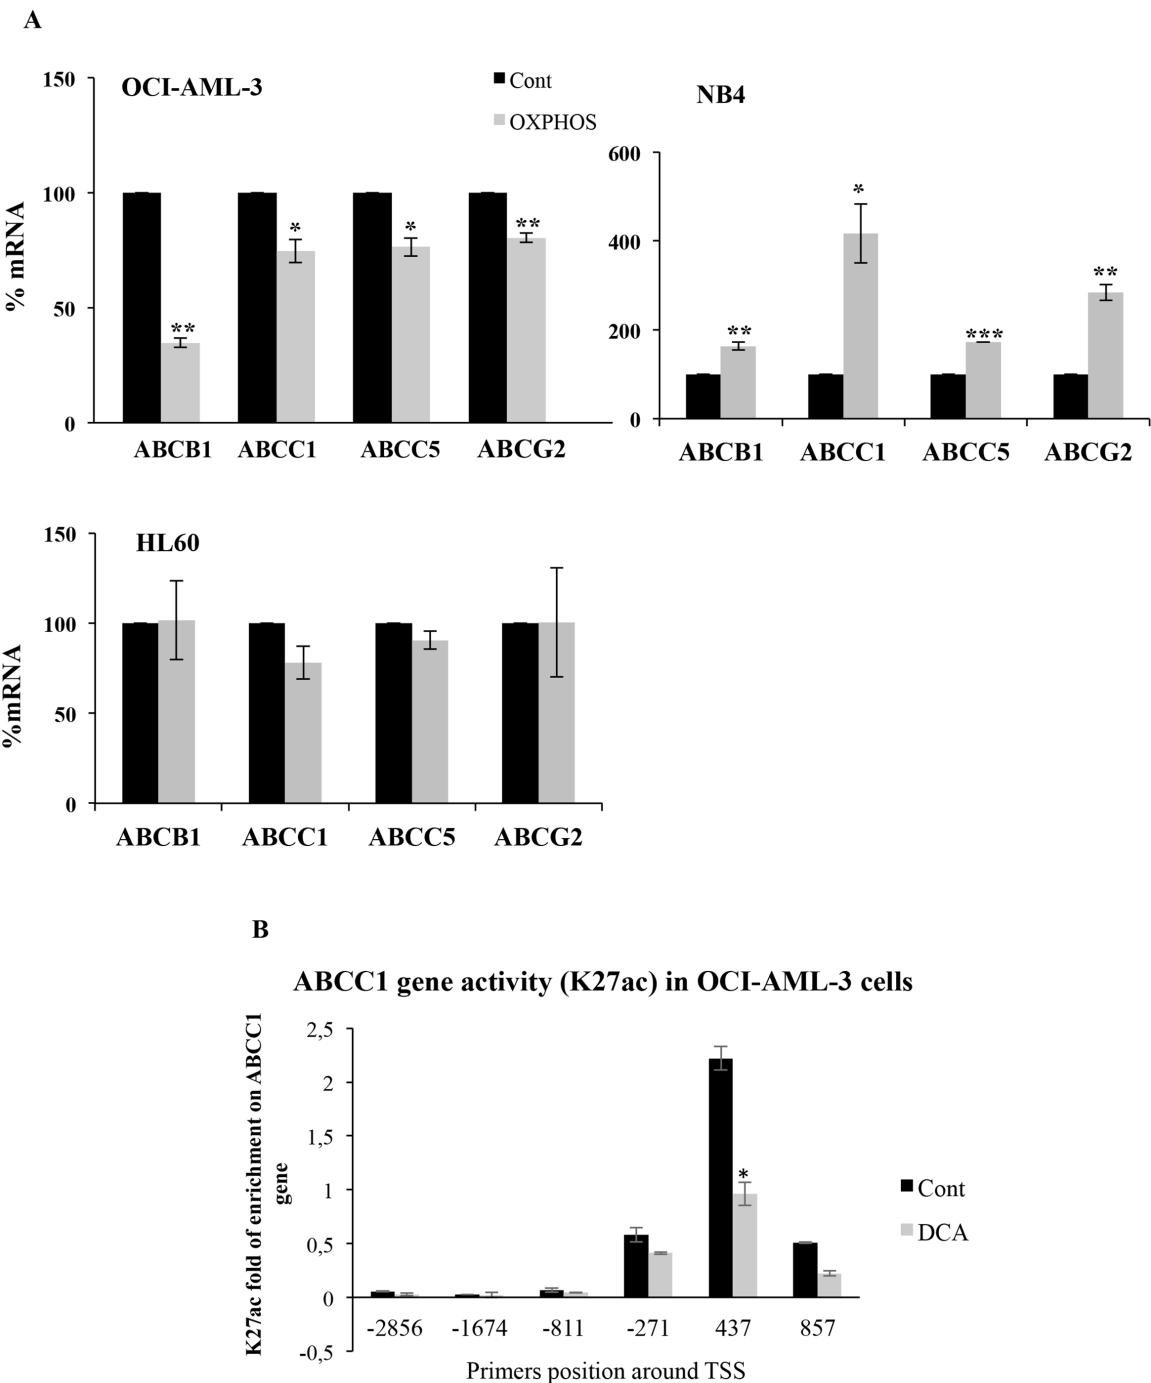 A
OCI-AML-3
Cont
OXPHOS
% mRNA
150
100
50
0
** * * **
ABCB1 ABCC1 ABCC5 ABCG2
NB4
600
400
200
0
** * *** **
ABCB1 ABCC1 ABCC5 ABCG2
HL60
%mRNA
150
100
50
0
ABCB1 ABCC1 ABCC5 ABCG2
B
ABCC1 gene activity (K27ac) in OCI-AML-3 cells
K27ac fold of enrichment on ABCC1
gene
2,5
2
1,5
1
0,5
0
-0,5
*
Cont
DCA
-2856 -1674 -811 -271 437 857
Primers position around TSS